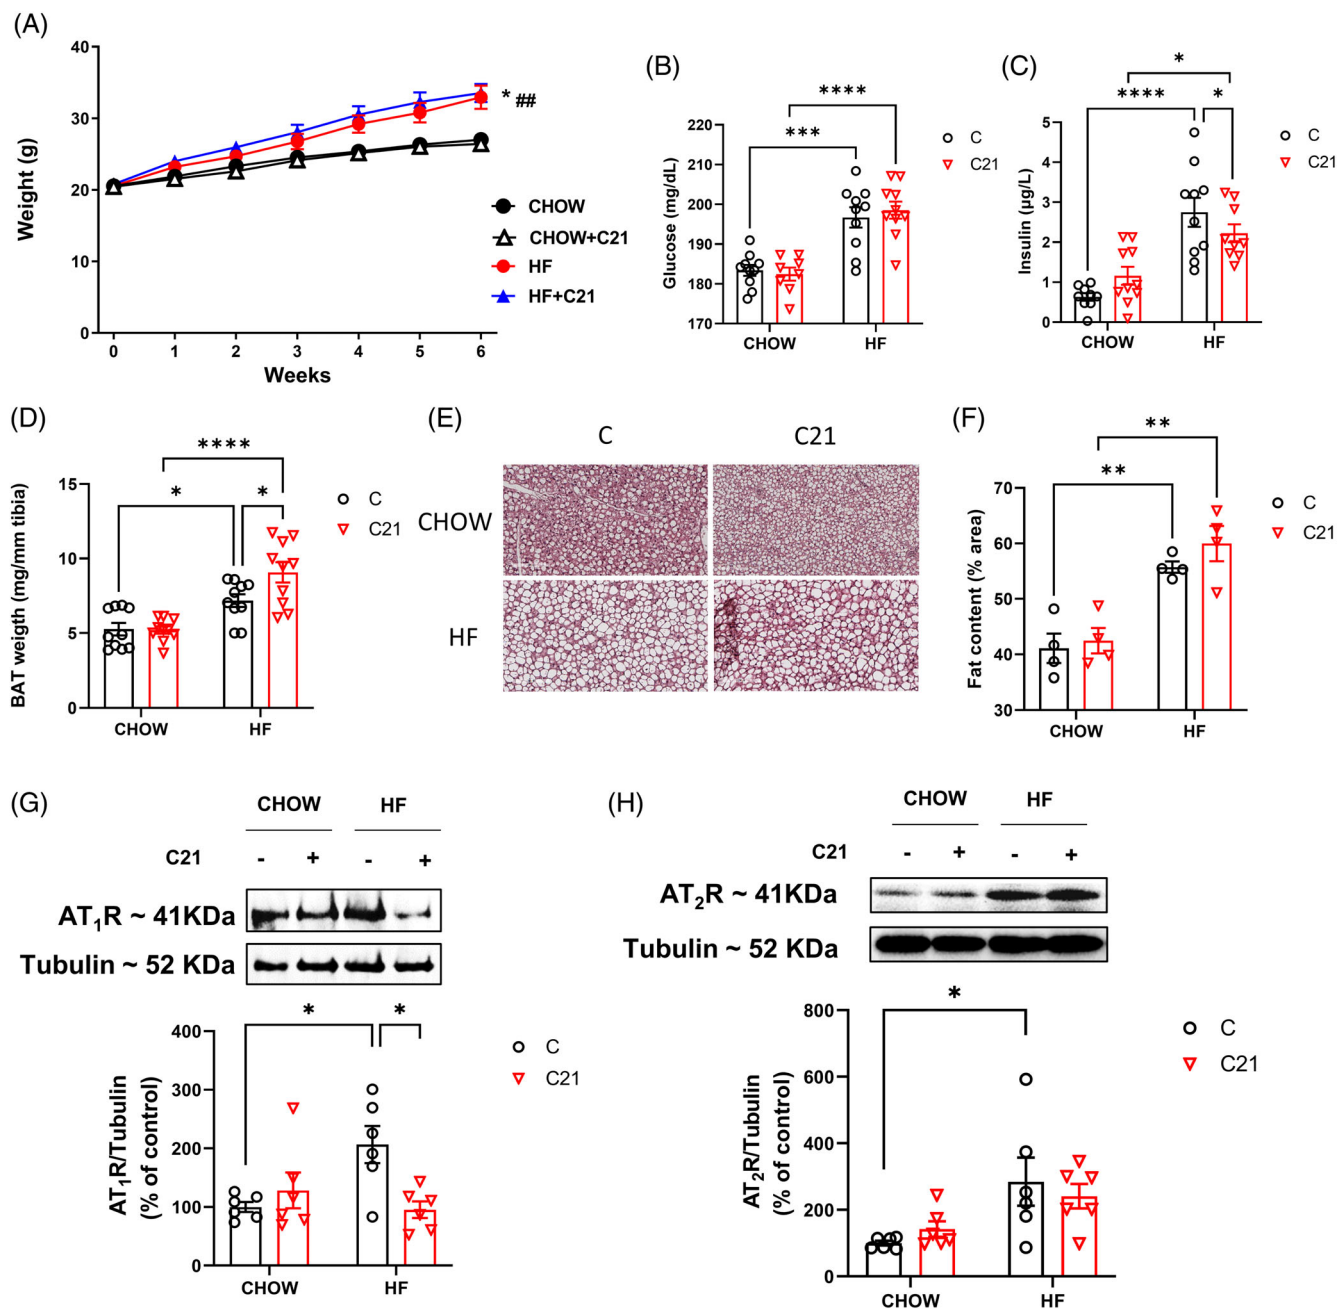 (A)
40
30
20
10
0
Weight (g)
0 1 2 3 4 5 6
Weeks
* ##
CHOW
CHOW+C21
HF
HF+C21
(B)
****
***
220
210
200
190
180
170
Glucose (mg/dL)
CHOW HF
C
C21
(C)
*
**** *
5
4
3
2
1
0
Insulin (µg/L)
CHOW HF
C
C21
(D)
****
* *
15
10
5
0
BAT weigth (mg/mm tibia)
CHOW HF
C
C21
(E)
C C21
CHOW
HF
(F)
**
**
70
60
50
40
30
Fat content (% area)
CHOW HF
C
C21
(G)
CHOW HF
C21 - + - +
AT₁R ~ 41KDa
Tubulin ~ 52 KDa
* *
400
300
200
100
0
AT₁R/Tubulin
(% of control)
CHOW HF
C
C21
(H)
CHOW HF
C21 - + - +
AT₂R ~ 41KDa
Tubulin ~ 52 KDa
*
800
600
400
200
0
AT₂R/Tubulin
(% of control)
CHOW HF
C
C21